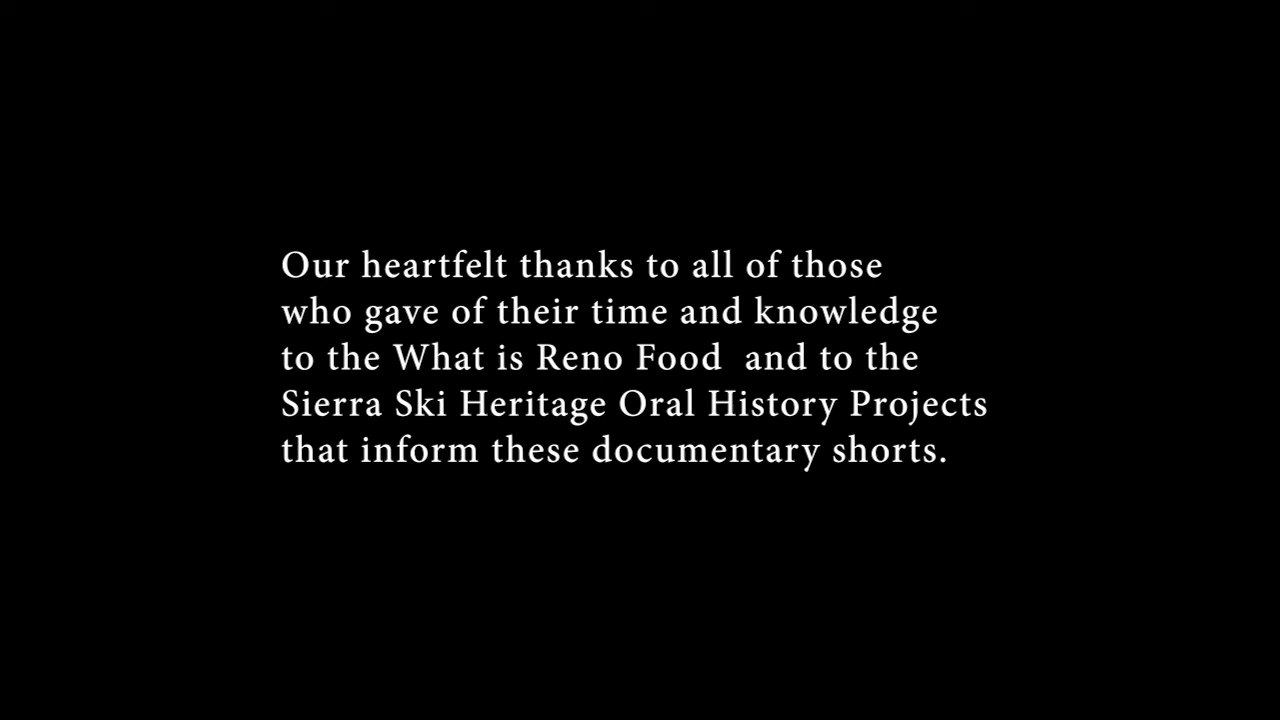 Our heartfelt thanks to all of those
who gave of their time and knowledge
to the What is Reno Food  and to the
Sierra Ski Heritage Oral History Projects
that inform these documentary shorts.